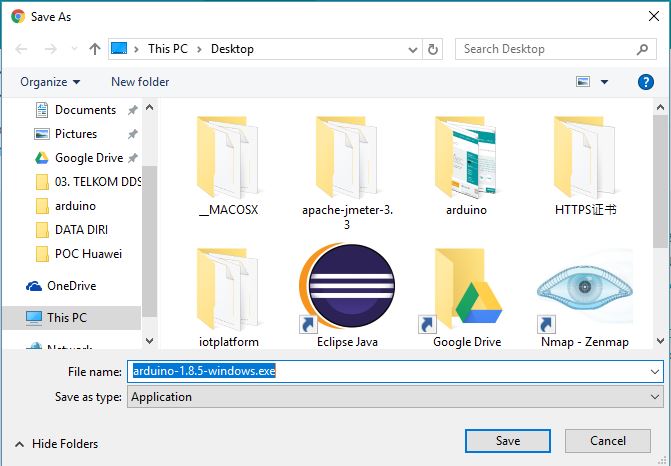 Save As
This PC
Desktop
Search Desktop
Organize
New folder
Documents
Pictures
Google Drive
03. TELKOM DDS
arduino
DATA DIRI
POC Huawei
OneDrive
This PC
Network
__MACOSX
apache-jmeter-3.
3
arduino
HTTPS证书
iotplatform
Eclipse Java
Google Drive
Nmap - Zenmap
File name:
arduino-1.8.5-windows.exe
Save as type:
Application
Hide Folders
Save
Cancel